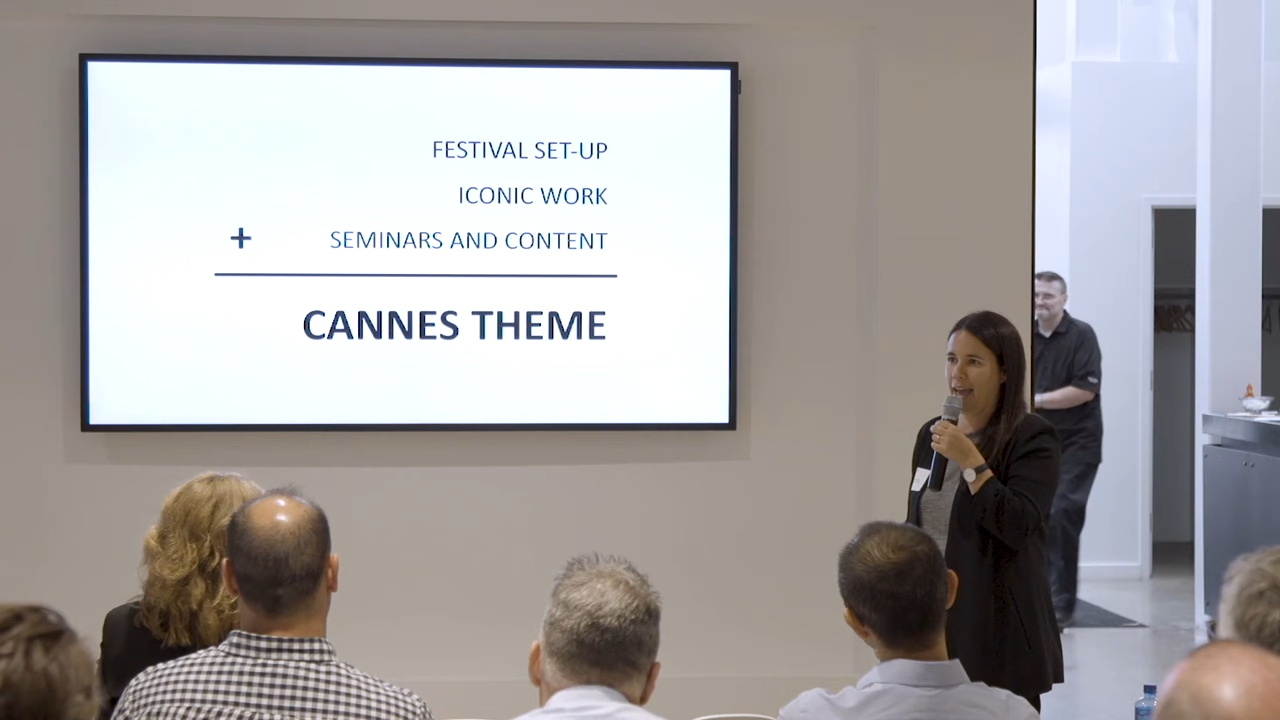 FESTIVAL SET-UP
ICONIC WORK
+ SEMINARS AND CONTENT
CANNES THEME